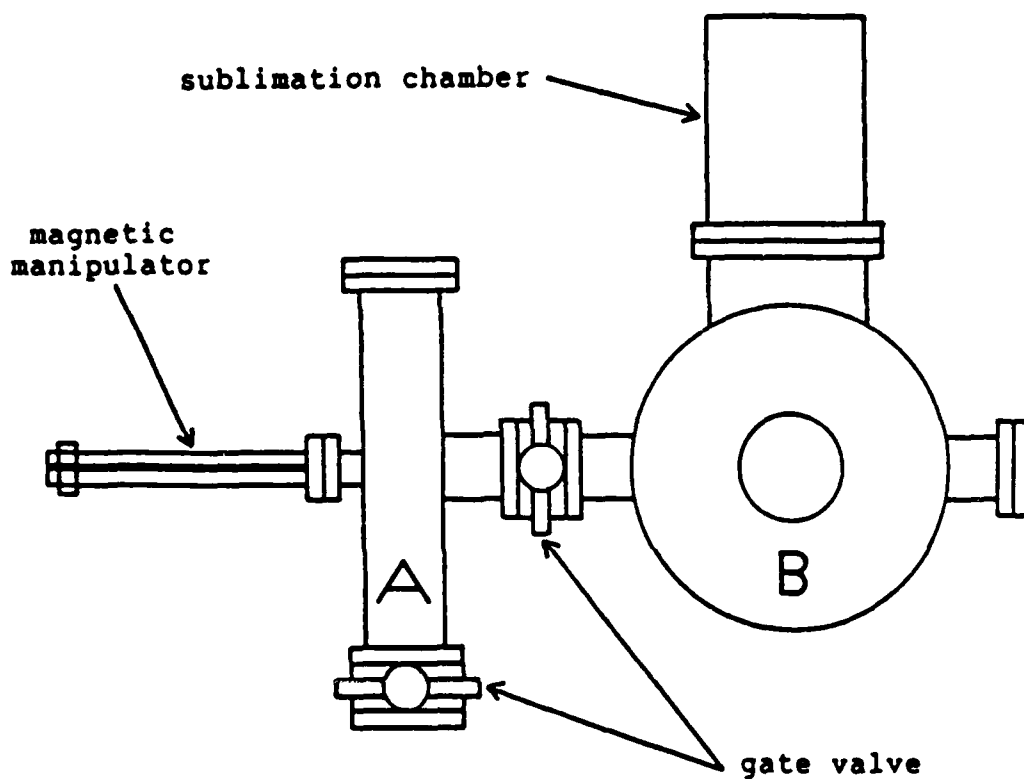 sublimation chamber
magnetic
manipulator
A
B
gate valve